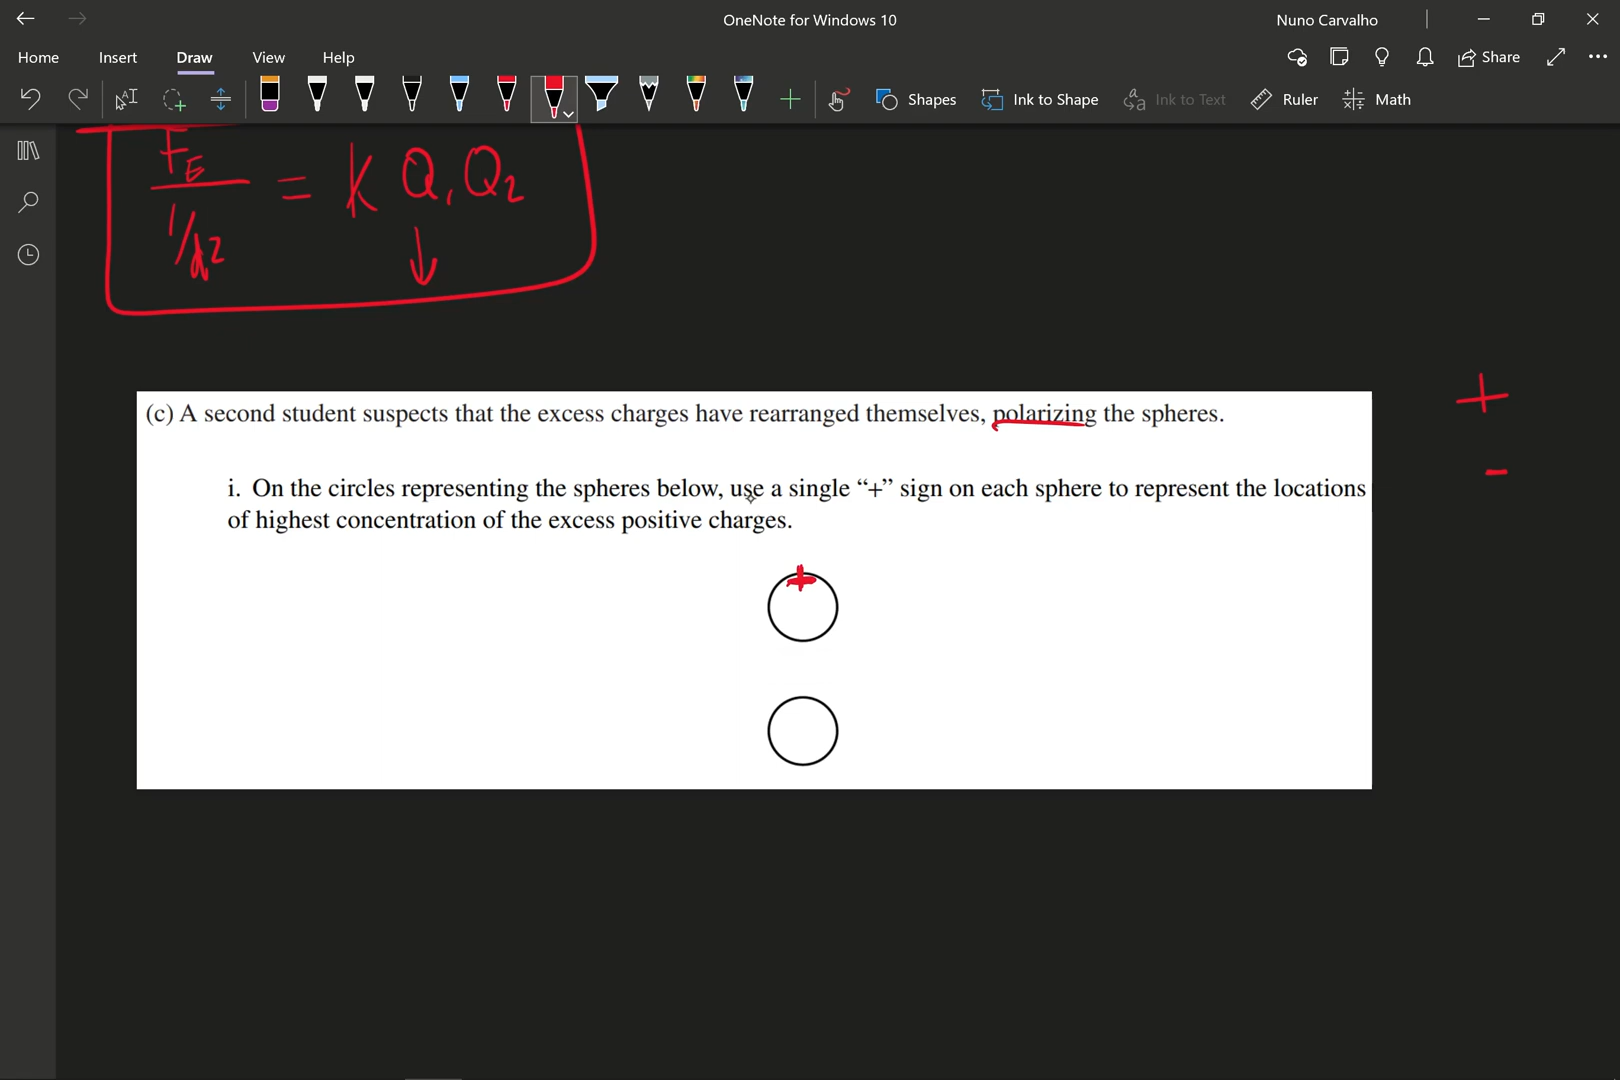 OneNote for Windows 10
Nuno Carvalho
Home Insert Draw View Help
Share
Shapes Ink to Shape Ink to Text Ruler Math
F_E / 1/d² = k Q₁Q₂
+
-
(c) A second student suspects that the excess charges have rearranged themselves, polarizing the spheres.
i. On the circles representing the spheres below, use a single “+” sign on each sphere to represent the locations
of highest concentration of the excess positive charges.
+